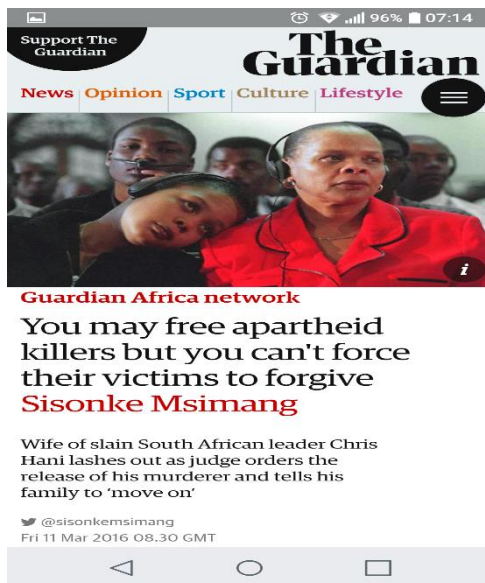 96% 07:14
Support The
Guardian
The
Guardian
News Opinion Sport Culture Lifestyle
i
Guardian Africa network
You may free apartheid
killers but you can't force
their victims to forgive
Sisonke Msimang
Wife of slain South African leader Chris
Hani lashes out as judge orders the
release of his murderer and tells his
family to ‘move on’
@sisonkemsimang
Fri 11 Mar 2016 08.30 GMT